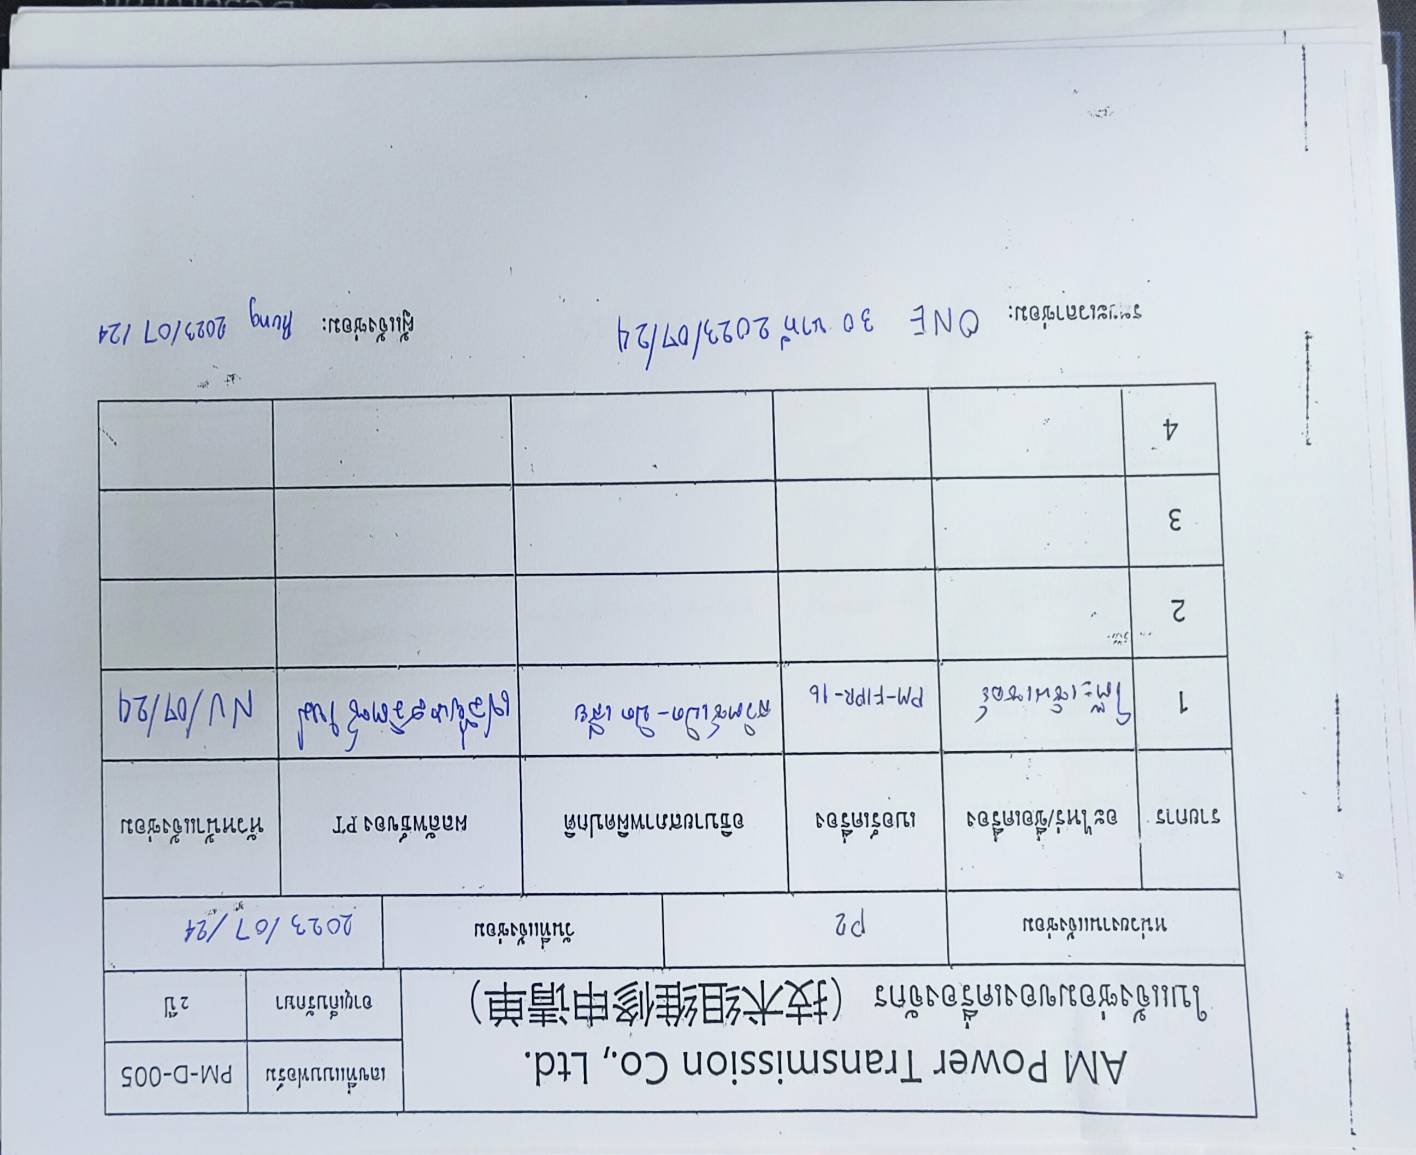 AM Power Transmission Co., Ltd.
ใบแจ้งซ่อมของเครื่องจักร (技术组维修申请单)
เลขที่แบบฟอร์ม PM-D-005
อายุเก็บรักษา 2 ปี
หน่วยงานแจ้งซ่อม P2 วันที่แจ้งซ่อม 2023/07/24
รายการ อะไหร่/ชื่อเครื่อง เบอร์เครื่อง อธิบายสภาพผิดปกติ ผลลัพธ์ของ PT หัวหน้าแจ้งซ่อม
1 โต๊ะเซ็นเซอร์ PM-FIPR-16 สวิตซ์เปิด-ปิด เสีย เปลี่ยนสวิตซ์ใหม่ NU/07/24
2
3
4
ระยะเวลาซ่อม: ONE 30 นาที 2023/07/24 ผู้แจ้งซ่อม: Rung 2023/07/24